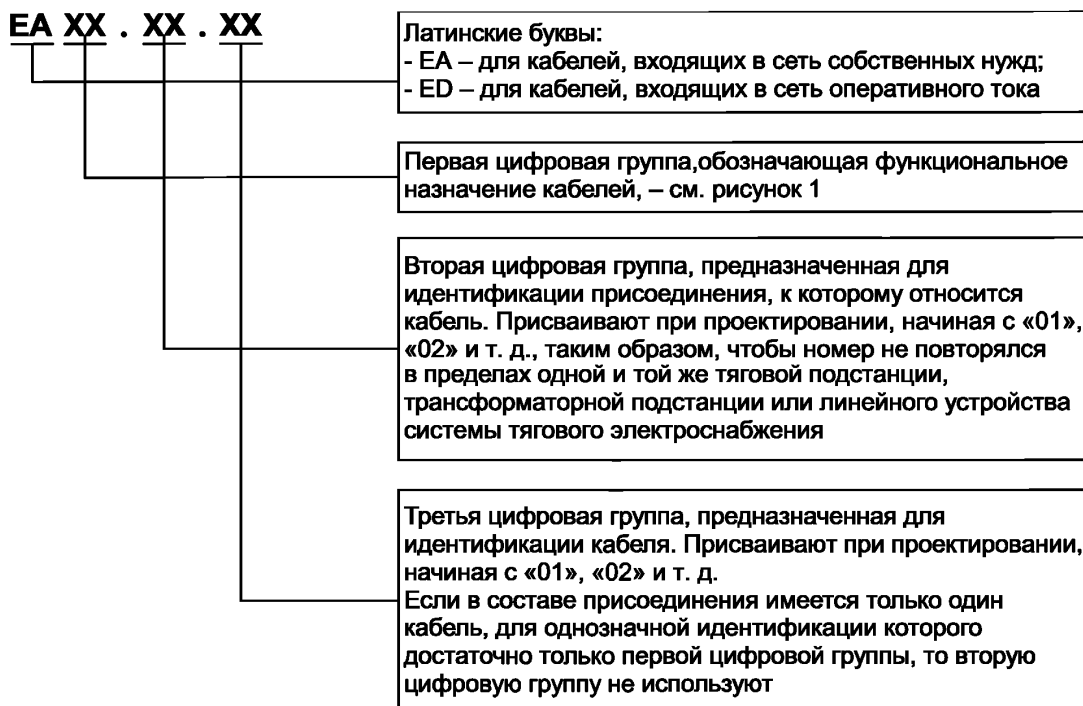 EA XX . XX . XX
Латинские буквы:
- EA – для кабелей, входящих в сеть собственных нужд;
- ED – для кабелей, входящих в сеть оперативного тока
Первая цифровая группа,обозначающая функциональное
назначение кабелей, – см. рисунок 1
Вторая цифровая группа, предназначенная для
идентификации присоединения, к которому относится
кабель. Присваивают при проектировании, начиная с «01»,
«02» и т. д., таким образом, чтобы номер не повторялся
в пределах одной и той же тяговой подстанции,
трансформаторной подстанции или линейного устройства
системы тягового электроснабжения
Третья цифровая группа, предназначенная для
идентификации кабеля. Присваивают при проектировании,
начиная с «01», «02» и т. д.
Если в составе присоединения имеется только один
кабель, для однозначной идентификации которого
достаточно только первой цифровой группы, то вторую
цифровую группу не используют